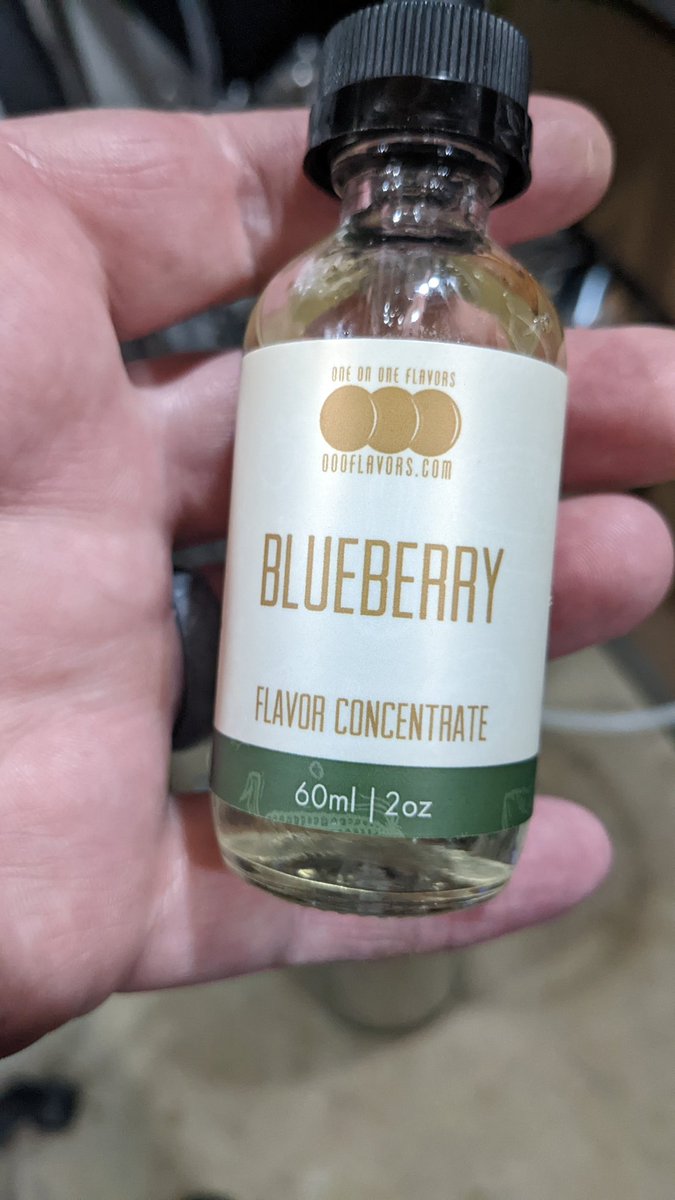 ONE ON ONE FLAVORS
OOOFLAVORS.COM
BLUEBERRY
FLAVOR CONCENTRATE
60ml | 2oz